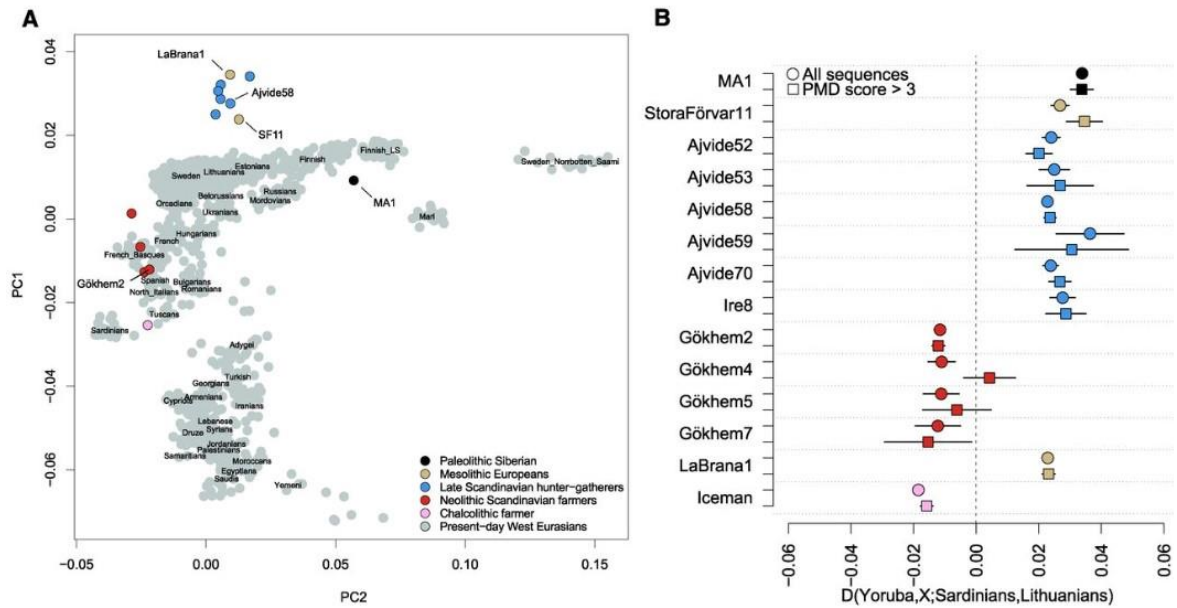 A
PC1
0.04
0.02
0.00
−0.02
−0.04
−0.06
−0.05
0.00
0.05
0.10
0.15
PC2
LaBrana1
Ajvide58
SF11
Finnish_LS
Finnish
Estonians
Lithuanians
Sweden
Sweden_Norrbotten_Saami
Russians
Mordovians
Belorussians
Orcadians
Ukranians
MA1
Mari
Hungarians
French
French_Basques
Gökhem2
Spanish
Bulgarians
North_Italians
Romanians
Tuscans
Sardinians
Adygei
Turkish
Georgians
Armenians
Cypriots
Iranians
Lebanese
Druze
Syrians
Jordanians
Palestinians
Samaritans
Moroccans
Egyptians
Saudis
Yemeni
Paleolithic Siberian
Mesolithic Europeans
Late Scandinavian hunter-gatherers
Neolithic Scandinavian farmers
Chalcolithic farmer
Present-day West Eurasians
B
All sequences
PMD score > 3
MA1
StoraFörvar11
Ajvide52
Ajvide53
Ajvide58
Ajvide59
Ajvide70
Ire8
Gökhem2
Gökhem4
Gökhem5
Gökhem7
LaBrana1
Iceman
−0.06
−0.04
−0.02
0.00
0.02
0.04
0.06
D(Yoruba,X;Sardinians,Lithuanians)